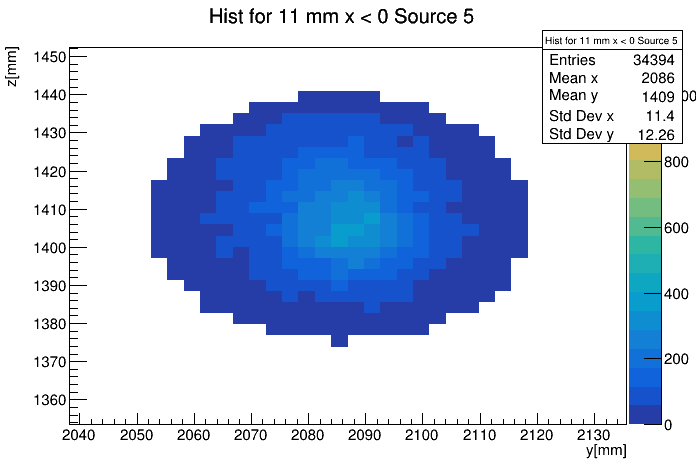 Hist for 11 mm x < 0 Source 5
Hist for 11 mm x < 0 Source 5
Entries 34394
Mean x 2086
Mean y 1409
Std Dev x 11.4
Std Dev y 12.26
z[mm]
1450
1440
1430
1420
1410
1400
1390
1380
1370
1360
800
600
400
200
0
2040 2050 2060 2070 2080 2090 2100 2110 2120 2130
y[mm]